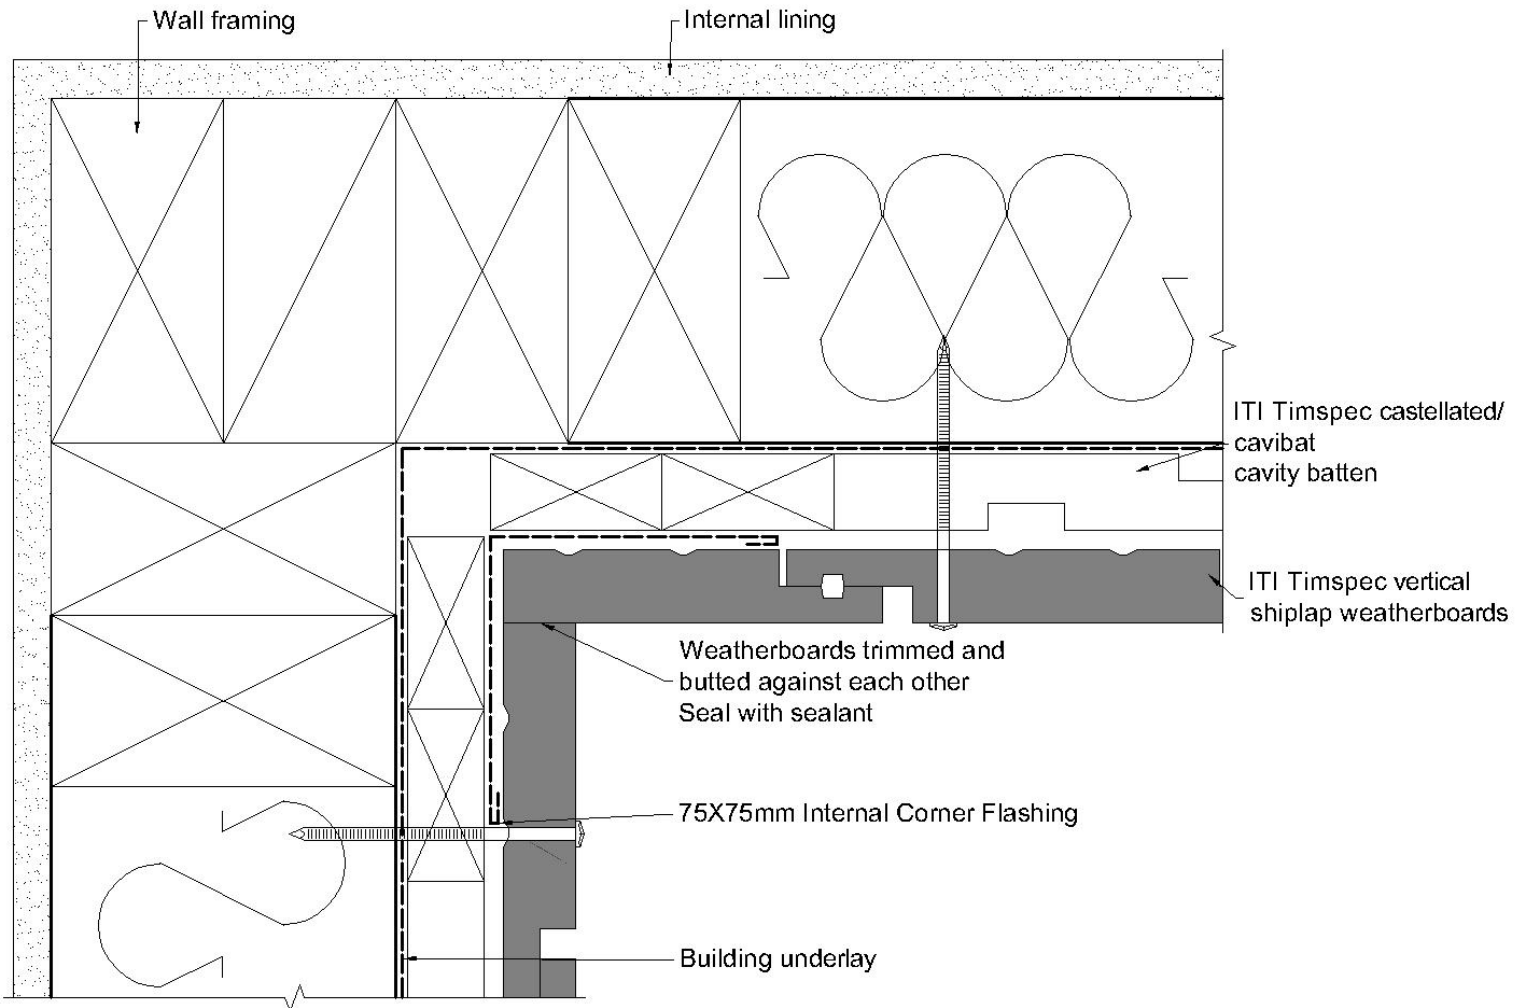 Wall framing
Internal lining
ITI Timspec castellated/
cavibat
cavity batten
ITI Timspec vertical
shiplap weatherboards
Weatherboards trimmed and
butted against each other
Seal with sealant
75X75mm Internal Corner Flashing
Building underlay